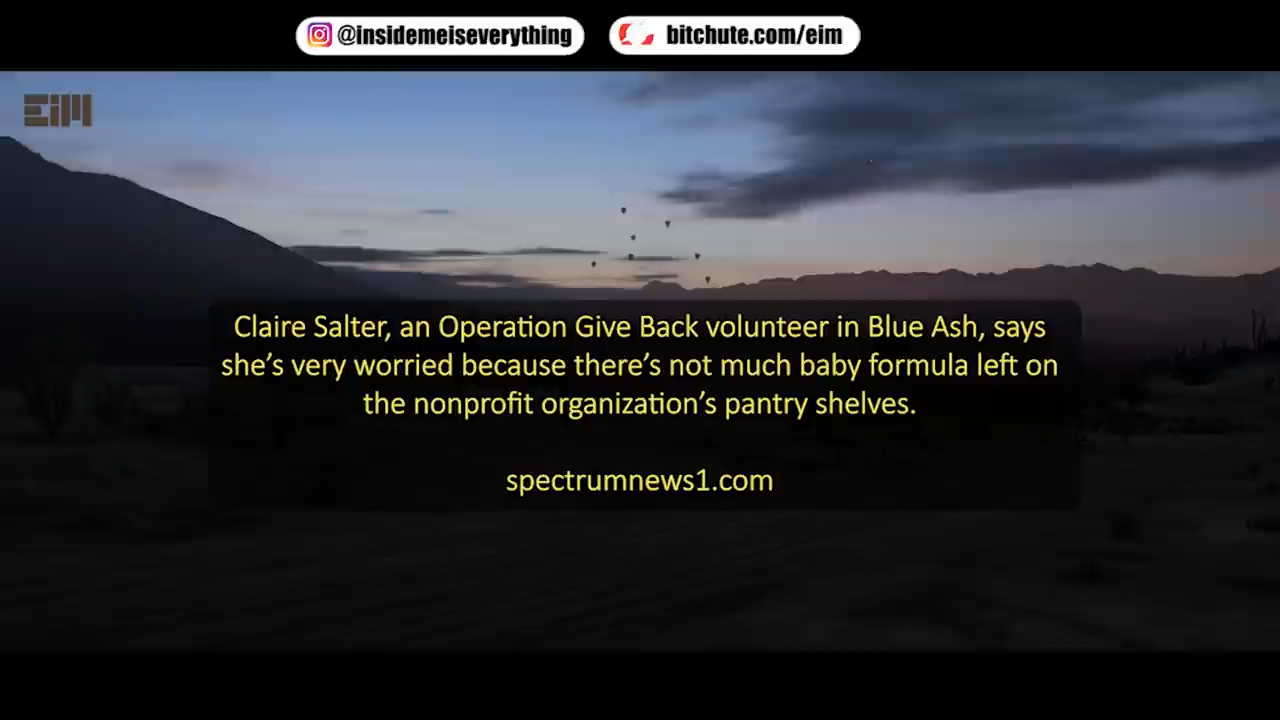 @insidemeiseverything
bitchute.com/eim
EiM
Claire Salter, an Operation Give Back volunteer in Blue Ash, says
she’s very worried because there’s not much baby formula left on
the nonprofit organization’s pantry shelves.
spectrumnews1.com